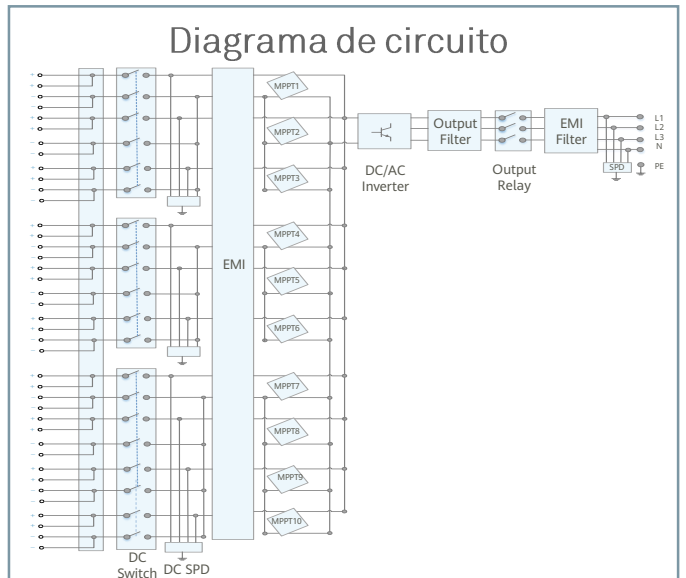 Diagrama de circuito
EMI
MPPT1
MPPT2
MPPT3
MPPT4
MPPT5
MPPT6
MPPT7
MPPT8
MPPT9
MPPT10
DC/AC
Inverter
Output
Filter
Output
Relay
EMI
Filter
L1
L2
L3
N
SPD
PE
DC
Switch
DC SPD